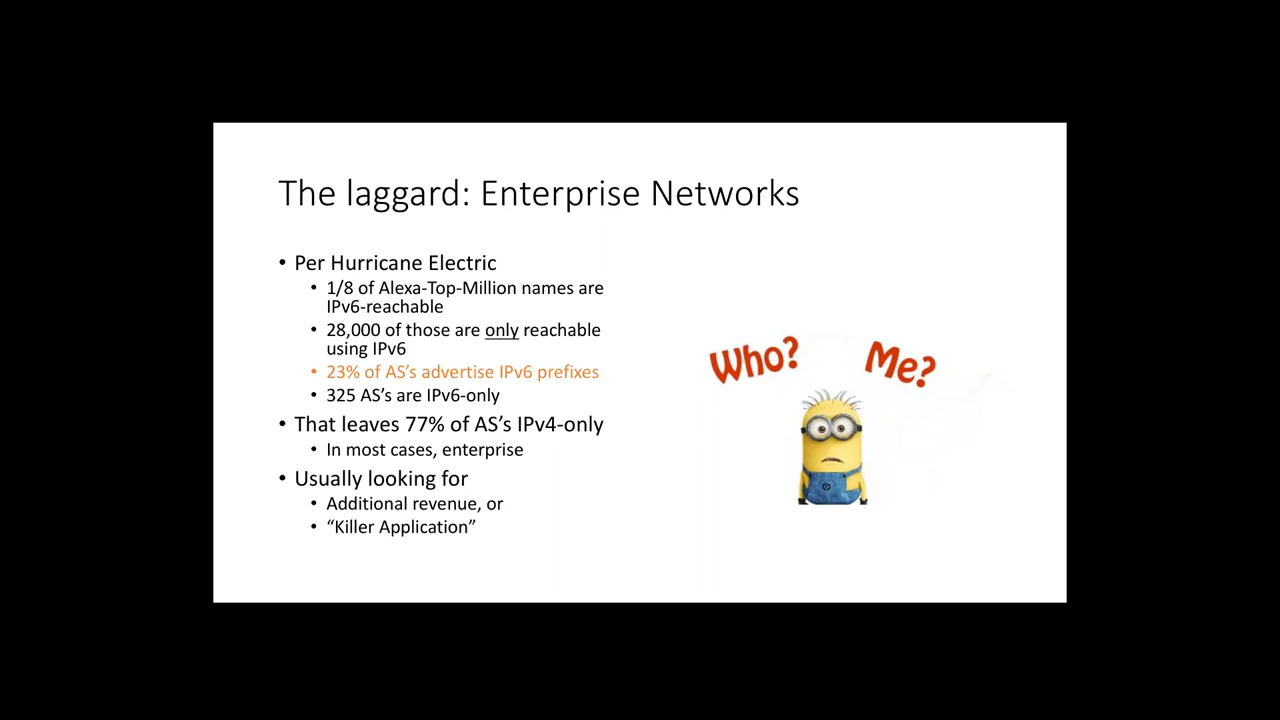 The laggard: Enterprise Networks
• Per Hurricane Electric
• 1/8 of Alexa-Top-Million names are
IPv6-reachable
• 28,000 of those are only reachable
using IPv6
• 23% of AS’s advertise IPv6 prefixes
• 325 AS’s are IPv6-only
• That leaves 77% of AS’s IPv4-only
• In most cases, enterprise
• Usually looking for
• Additional revenue, or
• “Killer Application”
Who? Me?